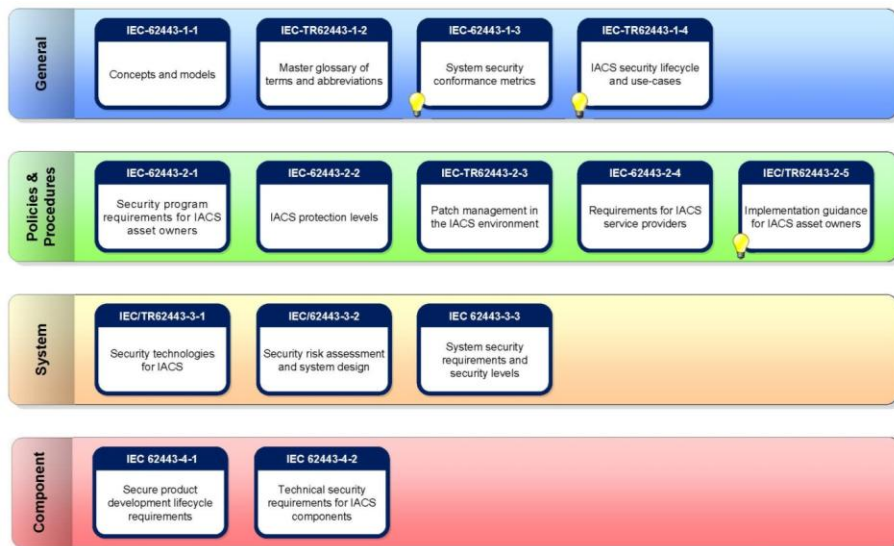 General
IEC-62443-1-1
Concepts and models
IEC-TR62443-1-2
Master glossary of
terms and abbreviations
IEC-62443-1-3
System security
conformance metrics
IEC-TR62443-1-4
IACS security lifecycle
and use-cases
Policies &
Procedures
IEC-62443-2-1
Security program
requirements for IACS
asset owners
IEC-62443-2-2
IACS protection levels
IEC-TR62443-2-3
Patch management in
the IACS environment
IEC-62443-2-4
Requirements for IACS
service providers
IEC/TR62443-2-5
Implementation guidance
for IACS asset owners
System
IEC/TR62443-3-1
Security technologies
for IACS
IEC/62443-3-2
Security risk assessment
and system design
IEC 62443-3-3
System security
requirements and
security levels
Component
IEC 62443-4-1
Secure product
development lifecycle
requirements
IEC 62443-4-2
Technical security
requirements for IACS
components